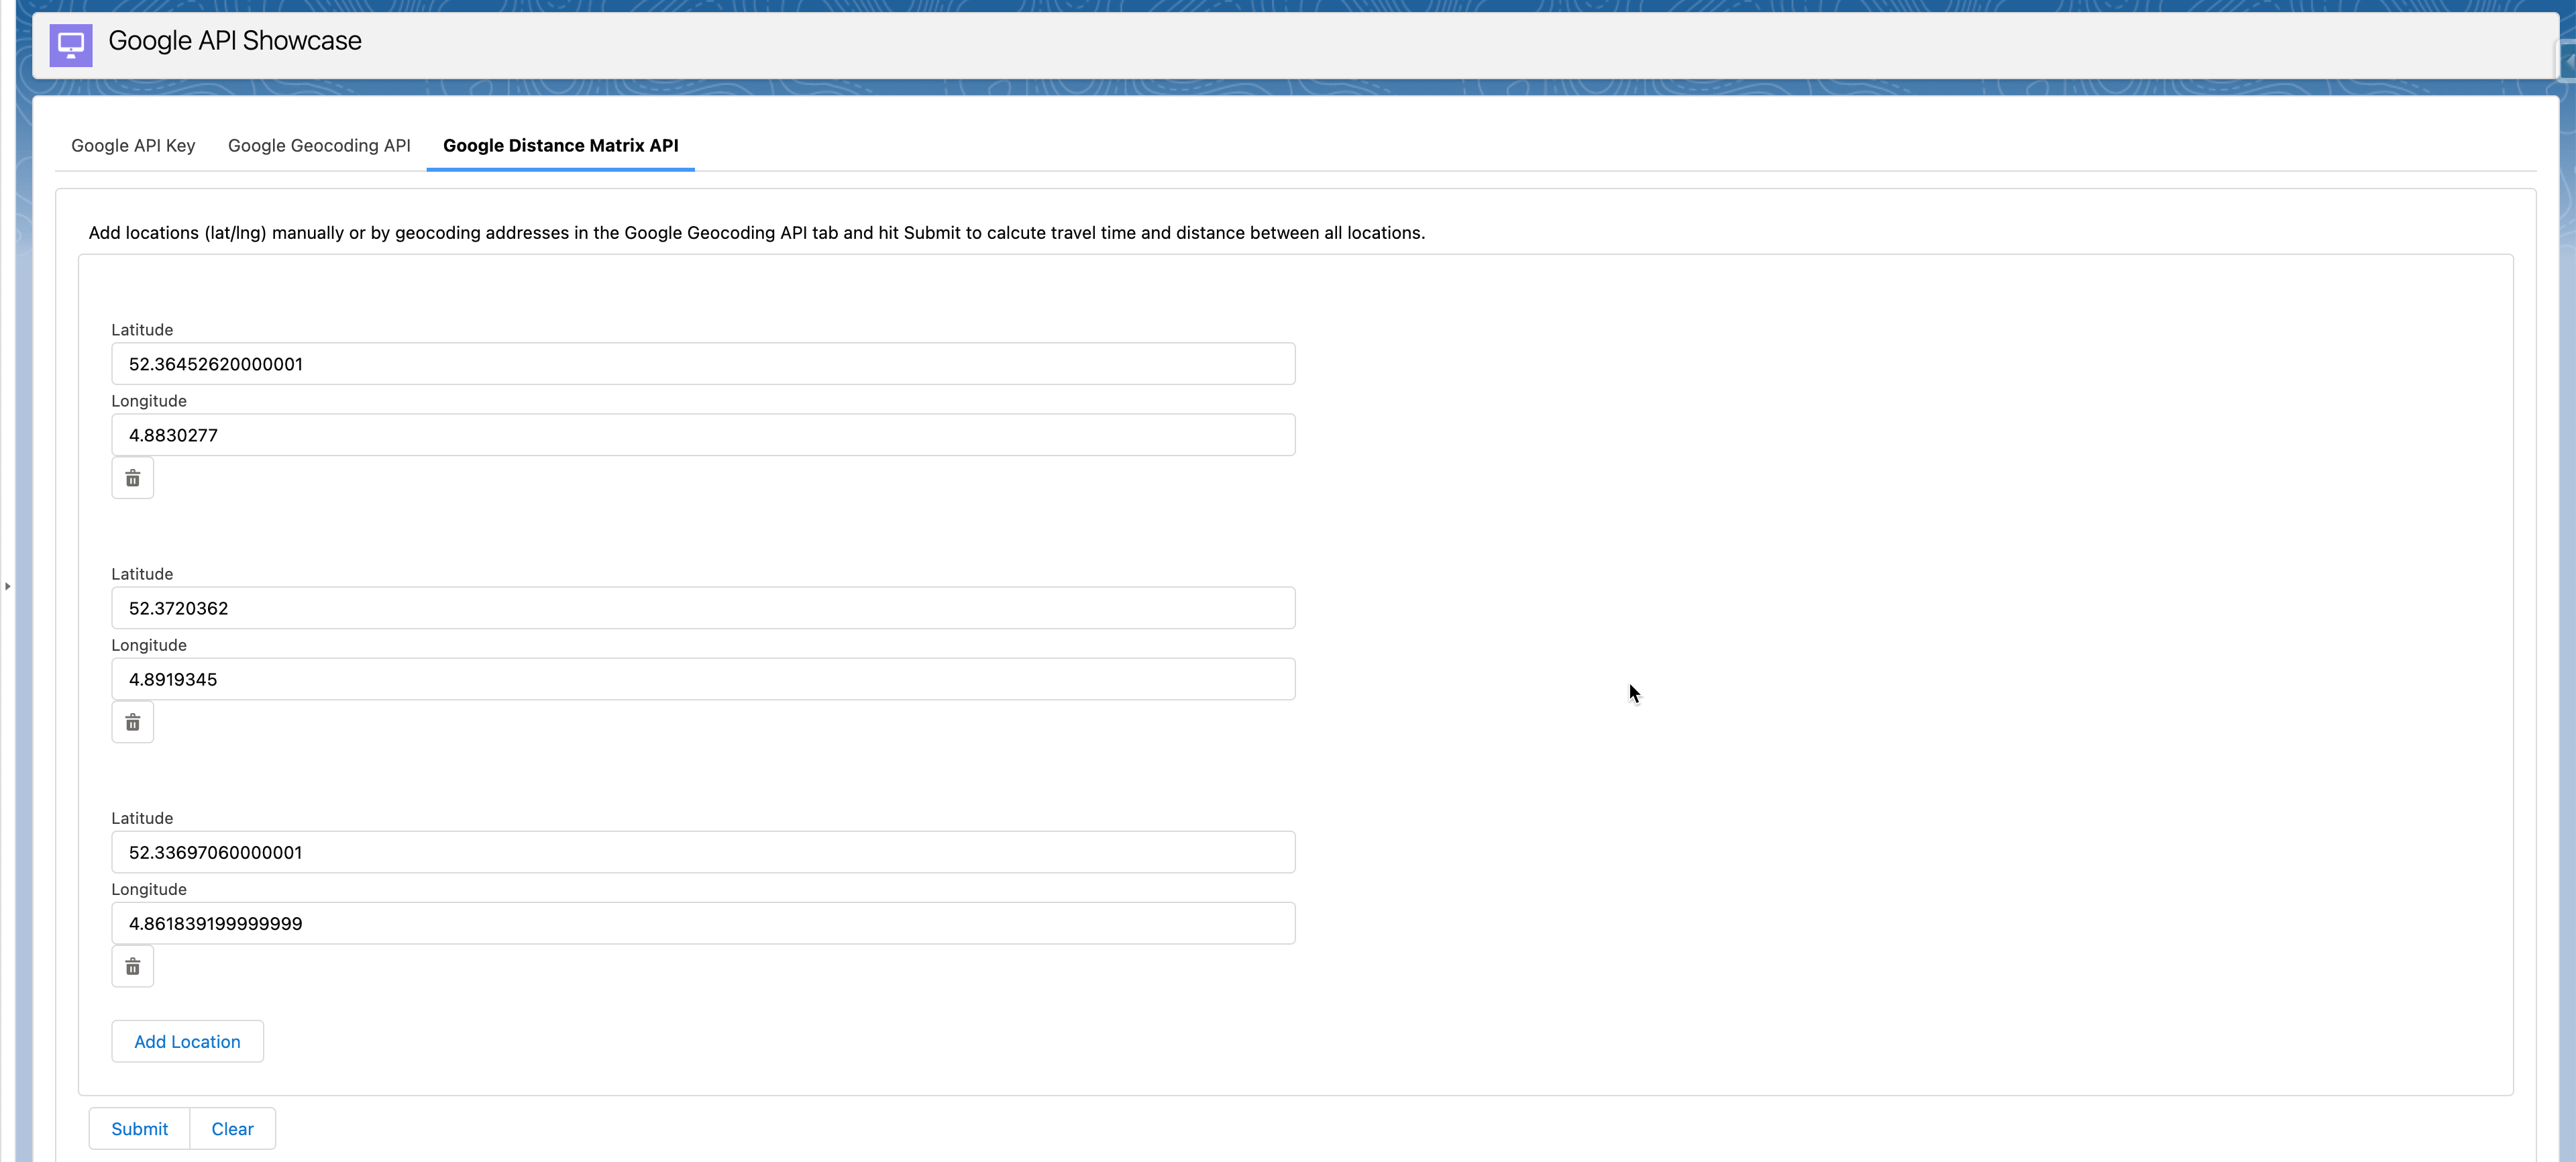 Google API Showcase
Google API Key Google Geocoding API Google Distance Matrix API
Add locations (lat/lng) manually or by geocoding addresses in the Google Geocoding API tab and hit Submit to calcute travel time and distance between all locations.
Latitude
52.36452620000001
Longitude
4.8830277
Latitude
52.3720362
Longitude
4.8919345
Latitude
52.33697060000001
Longitude
4.861839199999999
Add Location
Submit Clear